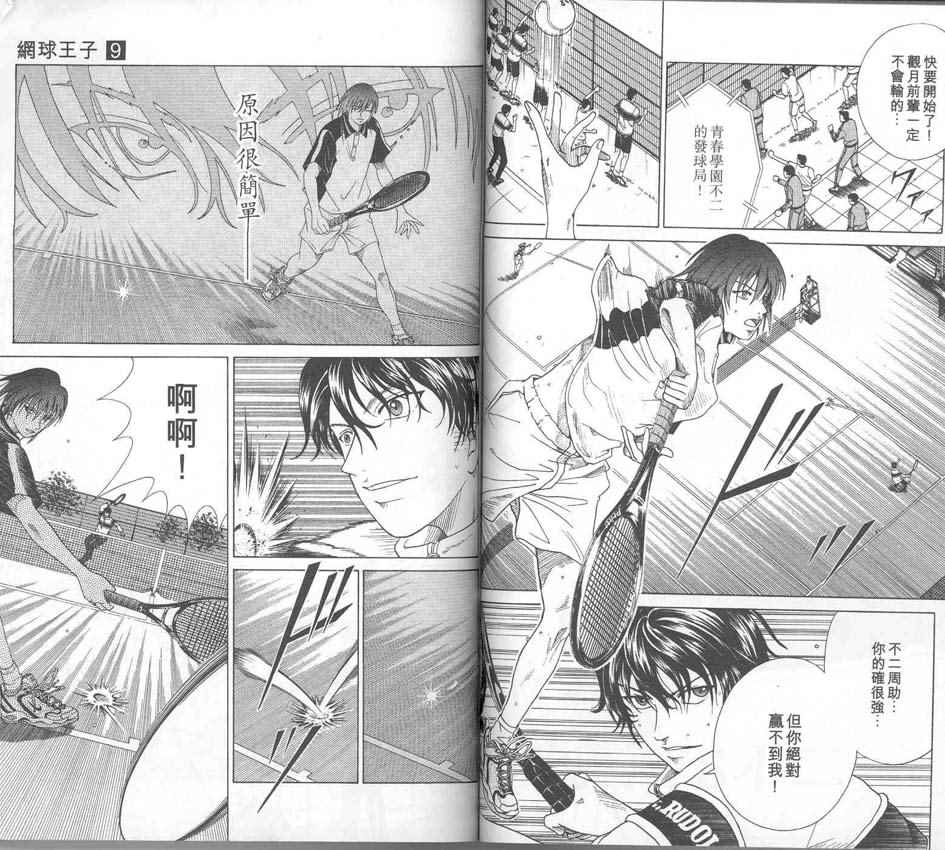 快要開始了！
觀月前輩一定
不會輸的…
青春學園不二
的發球局！
ファァ
ドドッ
不二周助…
你的確很強…
但你絕對
贏不到我！
T. RUDOL
網球王子 9
原因很簡單——
啊啊！
ドドッ